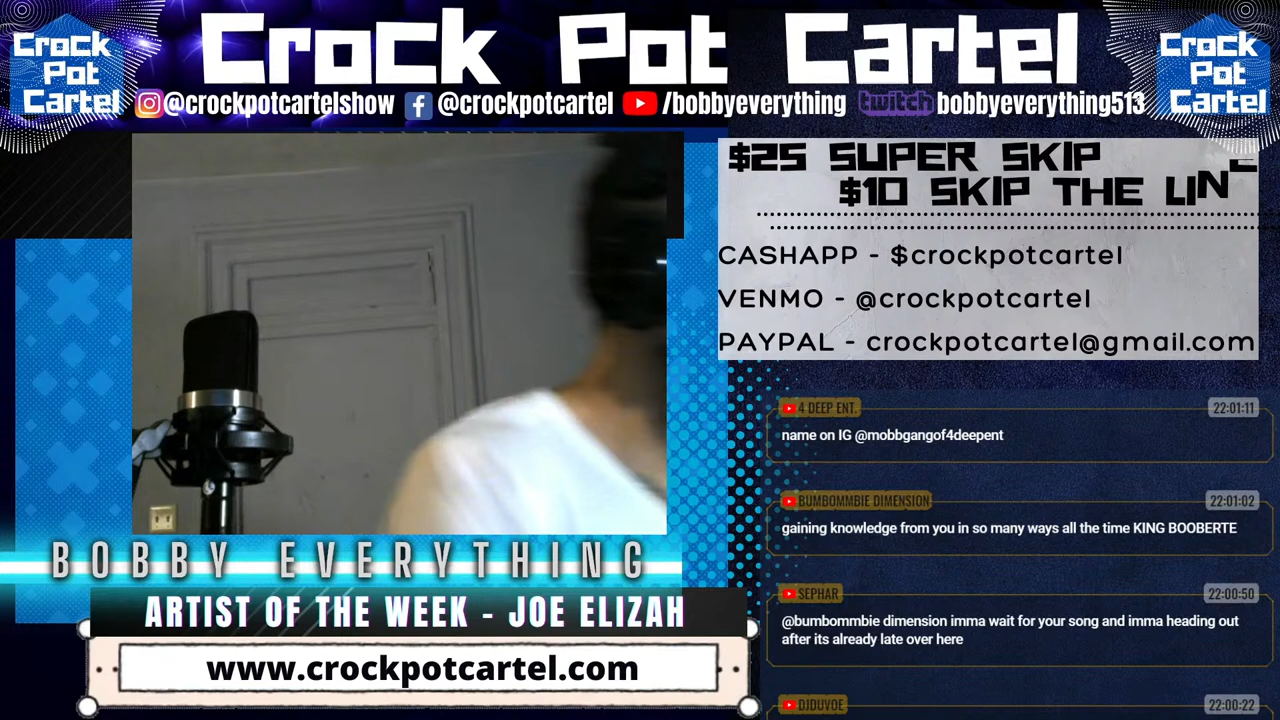 Crock Pot Cartel
Crock
Pot
Cartel
Crock
Pot
Cartel
@crockpotcartelshow @crockpotcartel /bobbyeverything twitch bobbyeverything513
$25 SUPER SKIP
$10 SKIP THE LINE
CASHAPP - $crockpotcartel
VENMO - @crockpotcartel
PAYPAL - crockpotcartel@gmail.com
4 DEEP ENT. 22:01:11
name on IG @mobbgangof4deepent
BUMBOMMBIE DIMENSION 22:01:02
gaining knowledge from you in so many ways all the time KING BOOBERTE
SEPHAR 22:00:50
@bumbommbie dimension imma wait for your song and imma heading out
after its already late over here
DJDUVOE 22:00:22
BOBBY EVERYTHING
ARTIST OF THE WEEK - JOE ELIZAH
www.crockpotcartel.com